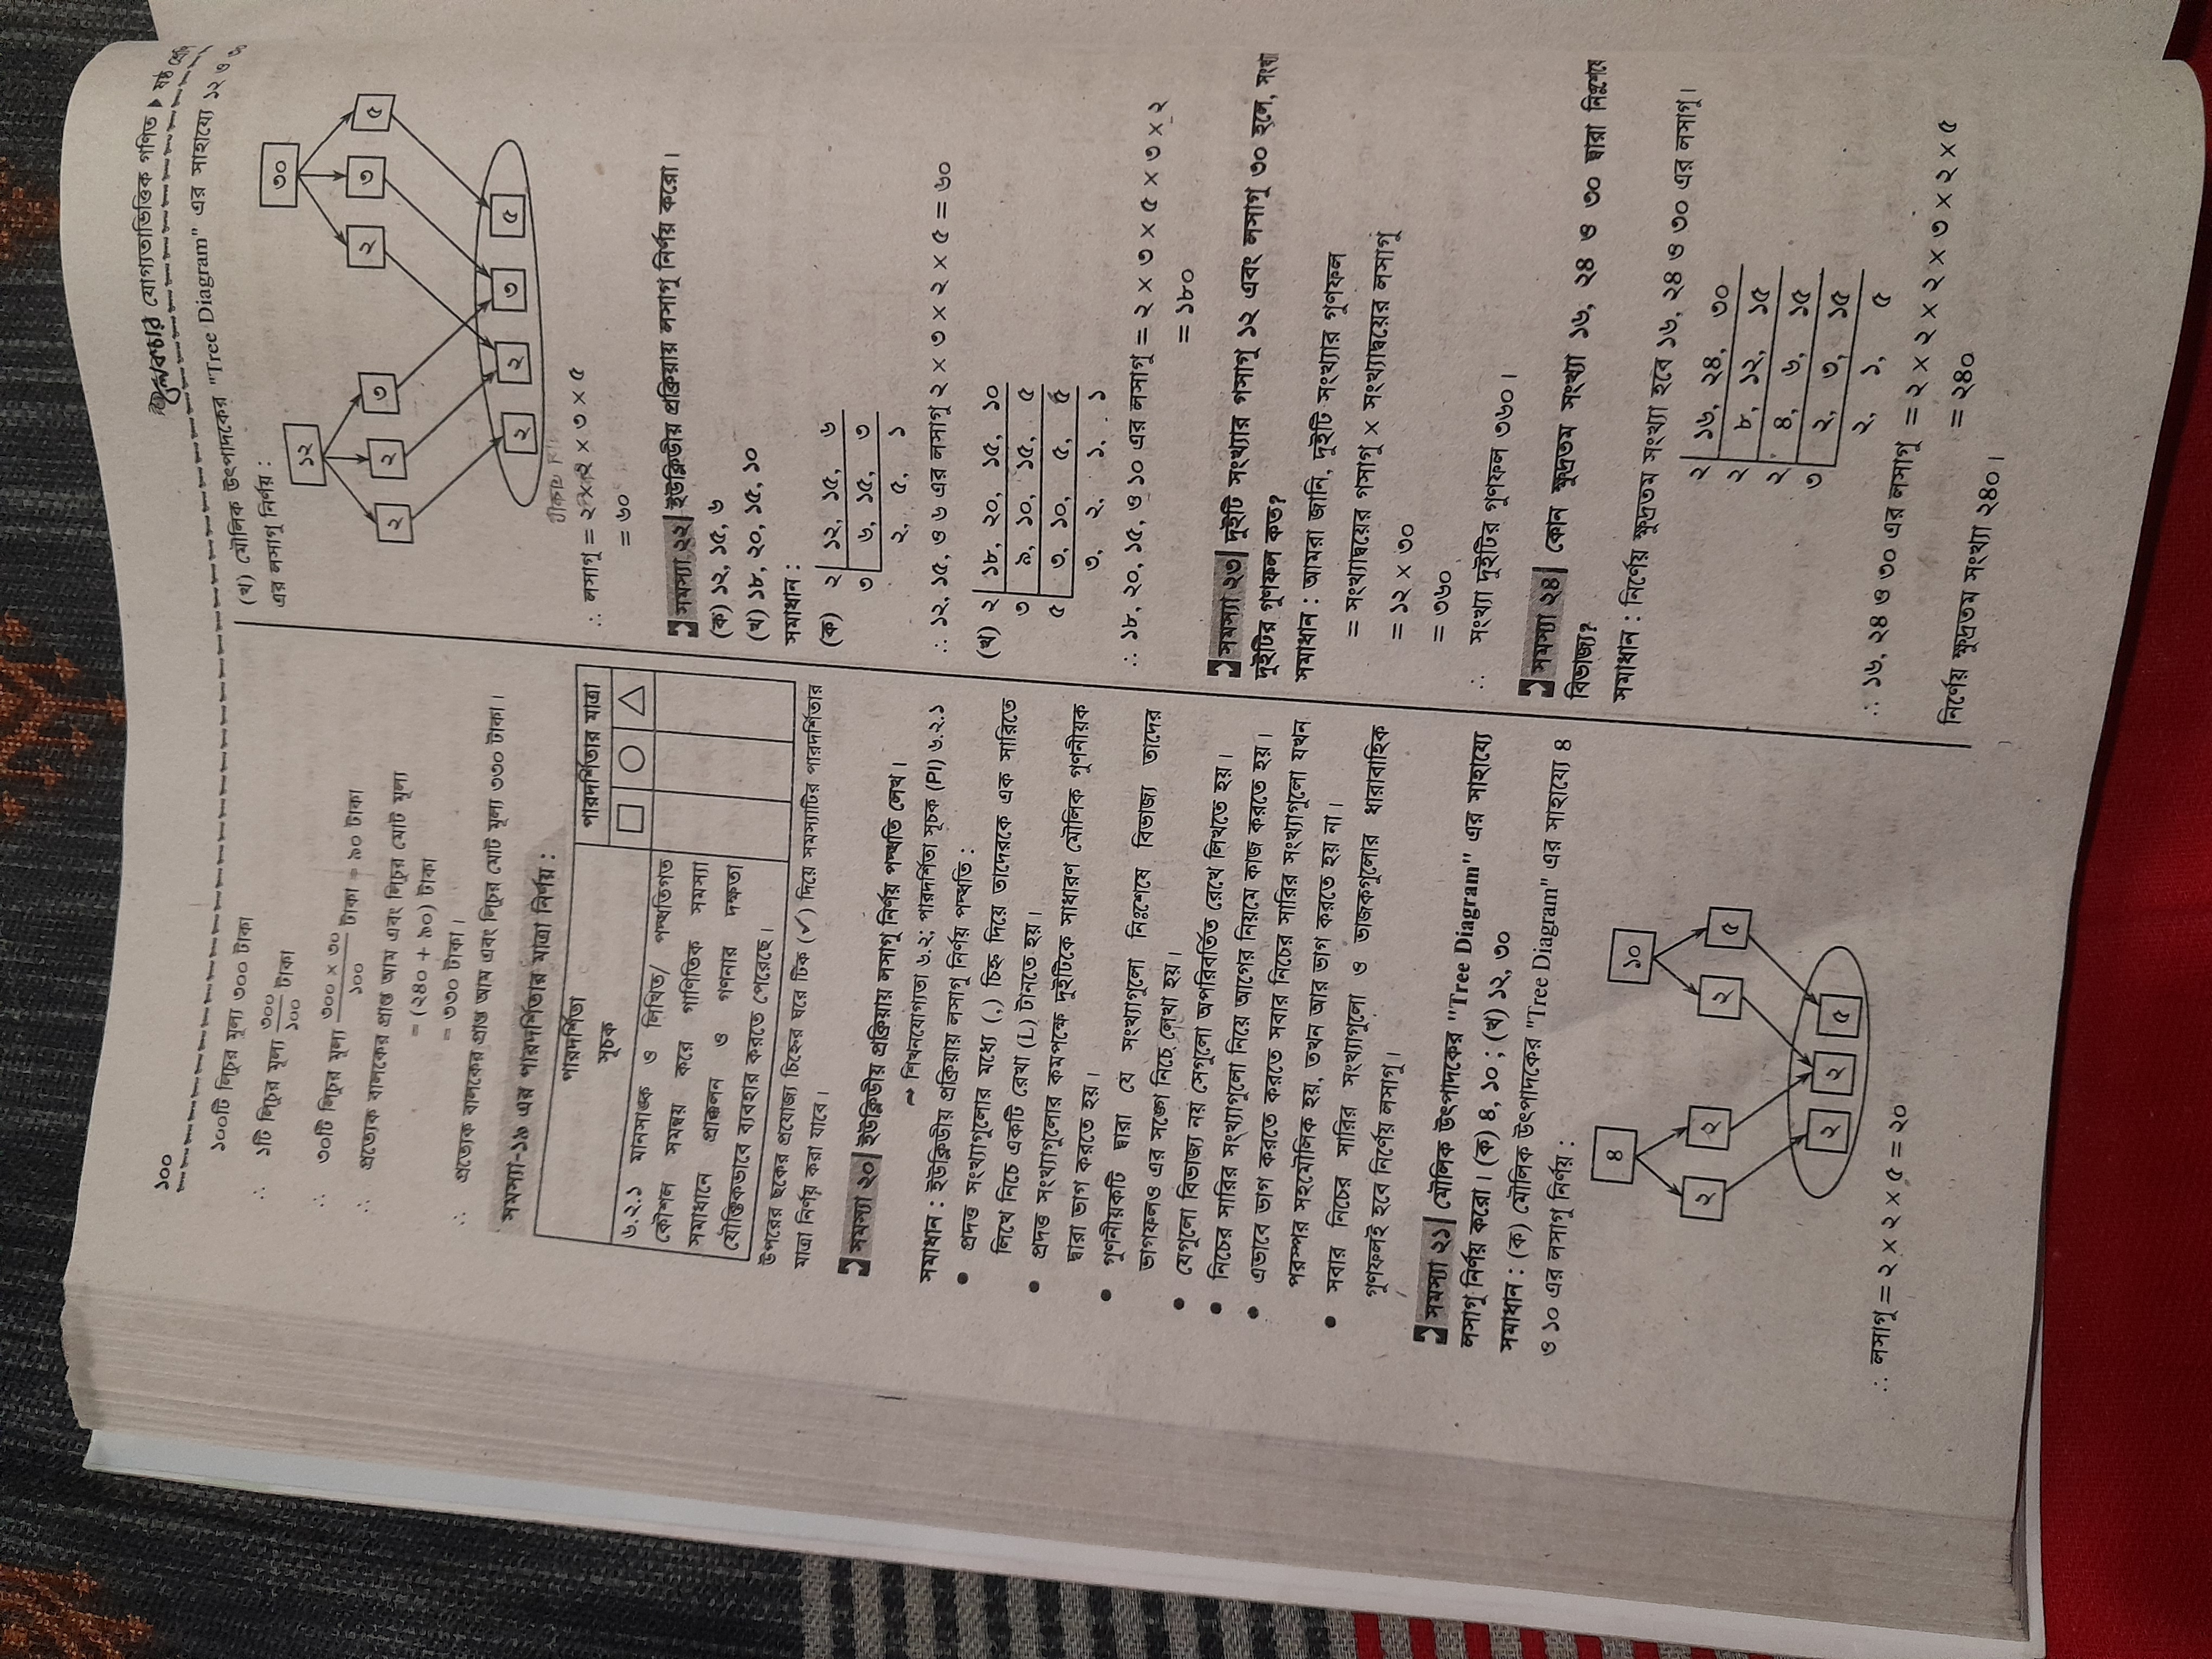 ১০০
ফুলকচার যোগ্যতাভিত্তিক গণিত ▶ ষষ্ঠ শ্রেণি
১০০টি লিচুর মূল্য ৩০০ টাকা
∴ ১টি লিচুর মূল্য ৩০০/১০০ টাকা
∴ ৩০টি লিচুর মূল্য ৩০০ × ৩০/১০০ টাকা = ৯০ টাকা
∴ প্রত্যেক বালকের প্রাপ্ত আম এবং লিচুর মোট মূল্য
= (২৪০ + ৯০) টাকা
= ৩৩০ টাকা।
∴ প্রত্যেক বালকের প্রাপ্ত আম এবং লিচুর মোট মূল্য ৩৩০ টাকা।
সমস্যা-১৯ এর পারদর্শিতার মাত্রা নির্ণয় :
পারদর্শিতা
সূচক
পারদর্শিতার মাত্রা
□ ○ △
৬.২.১ মানসাঙ্ক ও লিখিত/ পদ্ধতিগত
কৌশল সমন্বয় করে গাণিতিক সমস্যা
সমাধানে প্রাক্কলন ও গণনার দক্ষতা
যৌক্তিকভাবে ব্যবহার করতে পেরেছে।
উপরের ছকের প্রযোজ্য চিহ্নের ঘরে টিক (✓) দিয়ে সমস্যাটির পারদর্শিতার
মাত্রা নির্ণয় করা যাবে।
সমস্যা ২০| ইউক্লিডীয় প্রক্রিয়ায় লসাগু নির্ণয় পদ্ধতি লেখ।
➙ শিখনযোগ্যতা ৬.২; পারদর্শিতা সূচক (PI) ৬.২.১
সমাধান : ইউক্লিডীয় প্রক্রিয়ায় লসাগু নির্ণয় পদ্ধতি :
• প্রদত্ত সংখ্যাগুলোর মধ্যে (,) চিহ্ন দিয়ে তাদেরকে এক সারিতে
লিখে নিচে একটি রেখা (L) টানতে হয়।
• প্রদত্ত সংখ্যাগুলোর কমপক্ষে দুইটিকে সাধারণ মৌলিক গুণনীয়ক
দ্বারা ভাগ করতে হয়।
• গুণনীয়কটি দ্বারা যে সংখ্যাগুলো নিঃশেষে বিভাজ্য তাদের
ভাগফলও এর সঙ্গে নিচে লেখা হয়।
• যেগুলো বিভাজ্য নয় সেগুলো অপরিবর্তিত রেখে লিখতে হয়।
• নিচের সারির সংখ্যাগুলো নিয়ে আগের নিয়মে কাজ করতে হয়।
• এভাবে ভাগ করতে করতে সবার নিচের সারির সংখ্যাগুলো যখন
পরস্পর সহমৌলিক হয়, তখন আর ভাগ করতে হয় না।
• সবার নিচের সারির সংখ্যাগুলো ও ভাজকগুলোর ধারাবাহিক
গুণফলই হবে নির্ণেয় লসাগু।
সমস্যা ২১| মৌলিক উৎপাদকের "Tree Diagram" এর সাহায্যে
লসাগু নির্ণয় করো। (ক) ৪, ১০ ; (খ) ১২, ৩০
সমাধান : (ক) মৌলিক উৎপাদকের "Tree Diagram" এর সাহায্যে ৪
ও ১০ এর লসাগু নির্ণয় :
৪ ১০
২ ২ ২ ৫
২ ২ ৫
∴ লসাগু = ২ × ২ × ৫ = ২০
(খ) মৌলিক উৎপাদকের "Tree Diagram" এর সাহায্যে ১২ ও ৩০
এর লসাগু নির্ণয় :
১২ ৩০
২ ২ ৩ ২ ৩ ৫
২ ২ ৩ ৫
∴ লসাগু = ২ × ২ × ৩ × ৫
= ৬০
সমস্যা ২২| ইউক্লিডীয় প্রক্রিয়ায় লসাগু নির্ণয় করো।
(ক) ১২, ১৫, ৬
(খ) ১৮, ২০, ১৫, ১০
সমাধান :
(ক) ২| ১২, ১৫, ৬
৩| ৬, ১৫, ৩
২, ৫, ১
∴ ১২, ১৫, ও ৬ এর লসাগু ২ × ৩ × ২ × ৫ = ৬০
(খ) ২| ১৮, ২০, ১৫, ১০
৩| ৯, ১০, ১৫, ৫
৫| ৩, ১০, ৫, ৫
৩, ২, ১, ১
∴ ১৮, ২০, ১৫, ও ১০ এর লসাগু = ২ × ৩ × ৫ × ৩ × ২
= ১৮০
সমস্যা ২৩| দুইটি সংখ্যার গসাগু ১২ এবং লসাগু ৩০ হলে, সংখ্যা
দুইটির গুণফল কত?
সমাধান : আমরা জানি, দুইটি সংখ্যার গুণফল
= সংখ্যাদ্বয়ের গসাগু × সংখ্যাদ্বয়ের লসাগু
= ১২ × ৩০
= ৩৬০
∴ সংখ্যা দুইটির গুণফল ৩৬০।
সমস্যা ২৪| কোন ক্ষুদ্রতম সংখ্যা ১৬, ২৪ ও ৩০ দ্বারা নিঃশেষে
বিভাজ্য?
সমাধান : নির্ণেয় ক্ষুদ্রতম সংখ্যা হবে ১৬, ২৪ ও ৩০ এর লসাগু।
২| ১৬, ২৪, ৩০
২| ৮, ১২, ১৫
২| ৪, ৬, ১৫
৩| ২, ৩, ১৫
২, ১, ৫
∴ ১৬, ২৪ ও ৩০ এর লসাগু = ২ × ২ × ২ × ৩ × ২ × ৫
= ২৪০
নির্ণেয় ক্ষুদ্রতম সংখ্যা ২৪০।